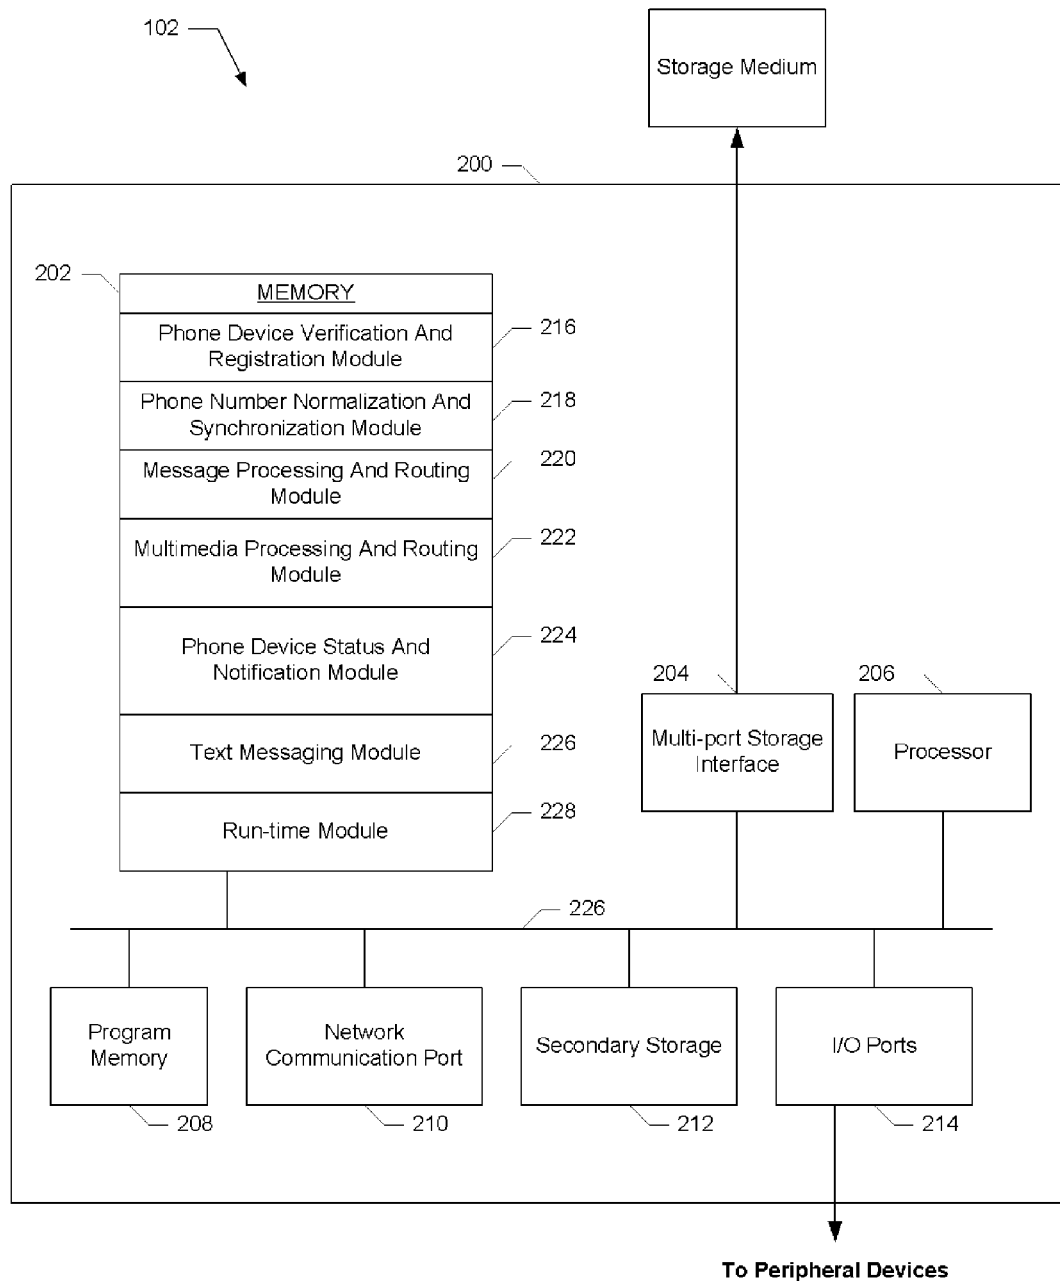 102
Storage Medium
200
202
MEMORY
Phone Device Verification And
Registration Module
216
Phone Number Normalization And
Synchronization Module
218
Message Processing And Routing
Module
220
Multimedia Processing And Routing
Module
222
Phone Device Status And
Notification Module
224
Text Messaging Module
226
Run-time Module
228
204
Multi-port Storage
Interface
206
Processor
226
Program
Memory
208
Network
Communication Port
210
Secondary Storage
212
I/O Ports
214
To Peripheral Devices